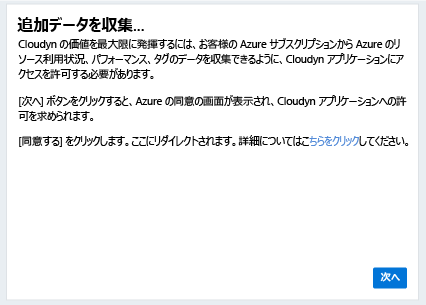 追加データを収集...
Cloudyn の価値を最大限に発揮するには、お客様の Azure サブスクリプションから Azure のリ
ソース利用状況、パフォーマンス、タグのデータを収集できるように、Cloudyn アプリケーションにア
クセスを許可する必要があります。
[次へ] ボタンをクリックすると、Azure の同意の画面が表示され、Cloudyn アプリケーションへの許
可を求められます。
[同意する] をクリックします。ここにリダイレクトされます。詳細についてはこちらをクリックしてください。
次へ